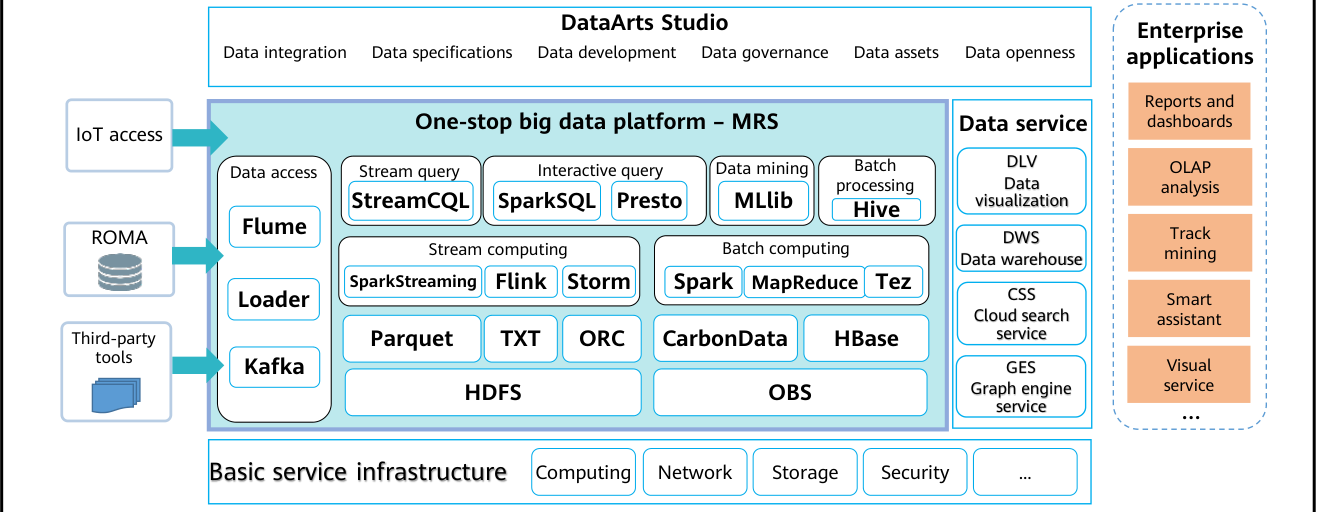 DataArts Studio
Data integration Data specifications Data development Data governance Data assets Data openness
IoT access
ROMA
Third-party
tools
One-stop big data platform – MRS
Data access
Flume
Loader
Kafka
Stream query
StreamCQL
Interactive query
SparkSQL Presto
Data mining
MLlib
Batch
processing
Hive
Stream computing
SparkStreaming Flink Storm
Batch computing
Spark MapReduce Tez
Parquet TXT ORC CarbonData HBase
HDFS OBS
Data service
DLV
Data
visualization
DWS
Data warehouse
CSS
Cloud search
service
GES
Graph engine
service
Enterprise
applications
Reports and
dashboards
OLAP
analysis
Track
mining
Smart
assistant
Visual
service
...
Basic service infrastructure Computing Network Storage Security ...